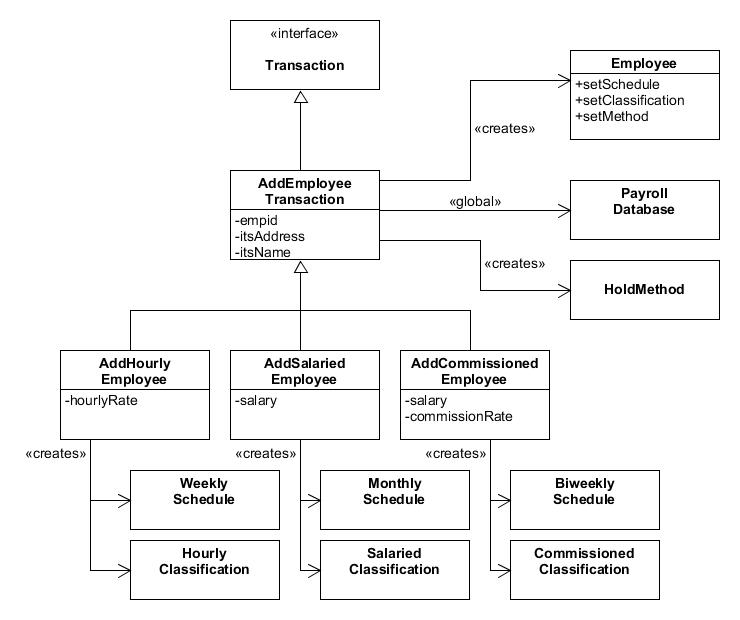 «interface»
Transaction
Employee
+setSchedule
+setClassification
+setMethod
«creates»
AddEmployee
Transaction
-empid
-itsAddress
-itsName
«global»
Payroll
Database
«creates»
HoldMethod
AddHourly
Employee
-hourlyRate
AddSalaried
Employee
-salary
AddCommissioned
Employee
-salary
-commissionRate
«creates»
«creates»
«creates»
Weekly
Schedule
Monthly
Schedule
Biweekly
Schedule
Hourly
Classification
Salaried
Classification
Commissioned
Classification